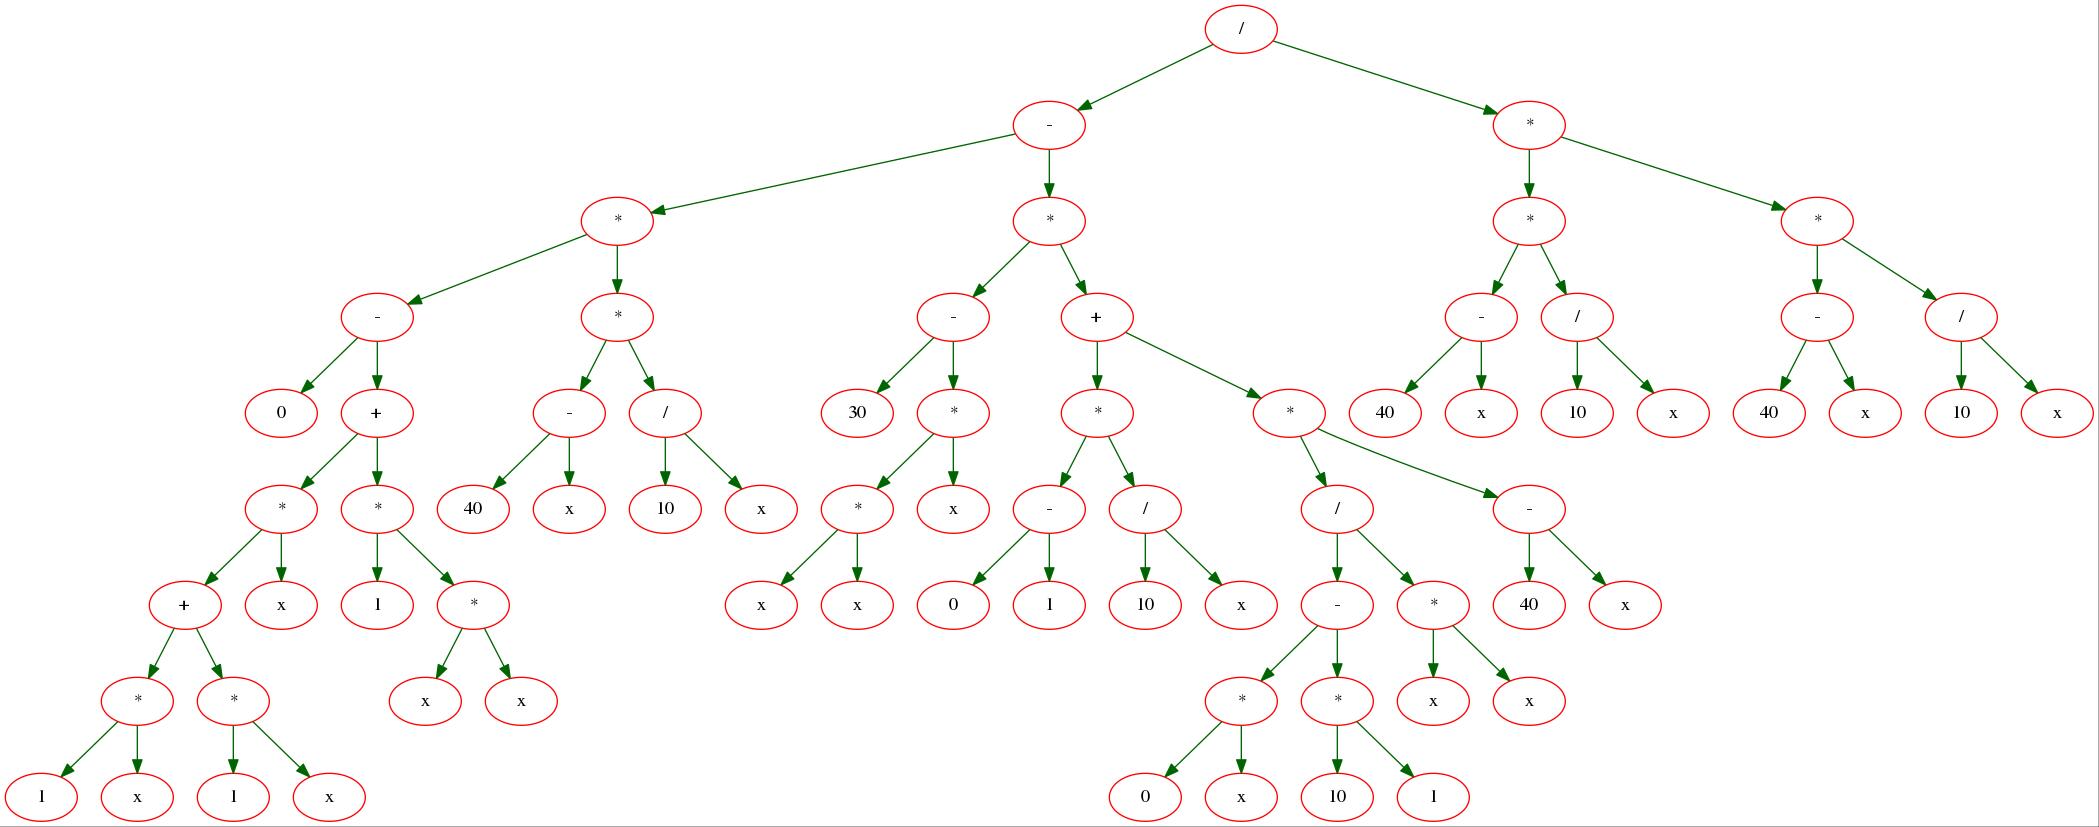 /
- *
* * * *
- * - + - / - /
0 + - / 30 * * * 40 x 10 x 40 x 10 x
* * 40 x 10 x * x - / / -
+ x 1 * x x 0 1 10 x - * 40 x
* * x x * * x x
1 x 1 x 0 x 10 1